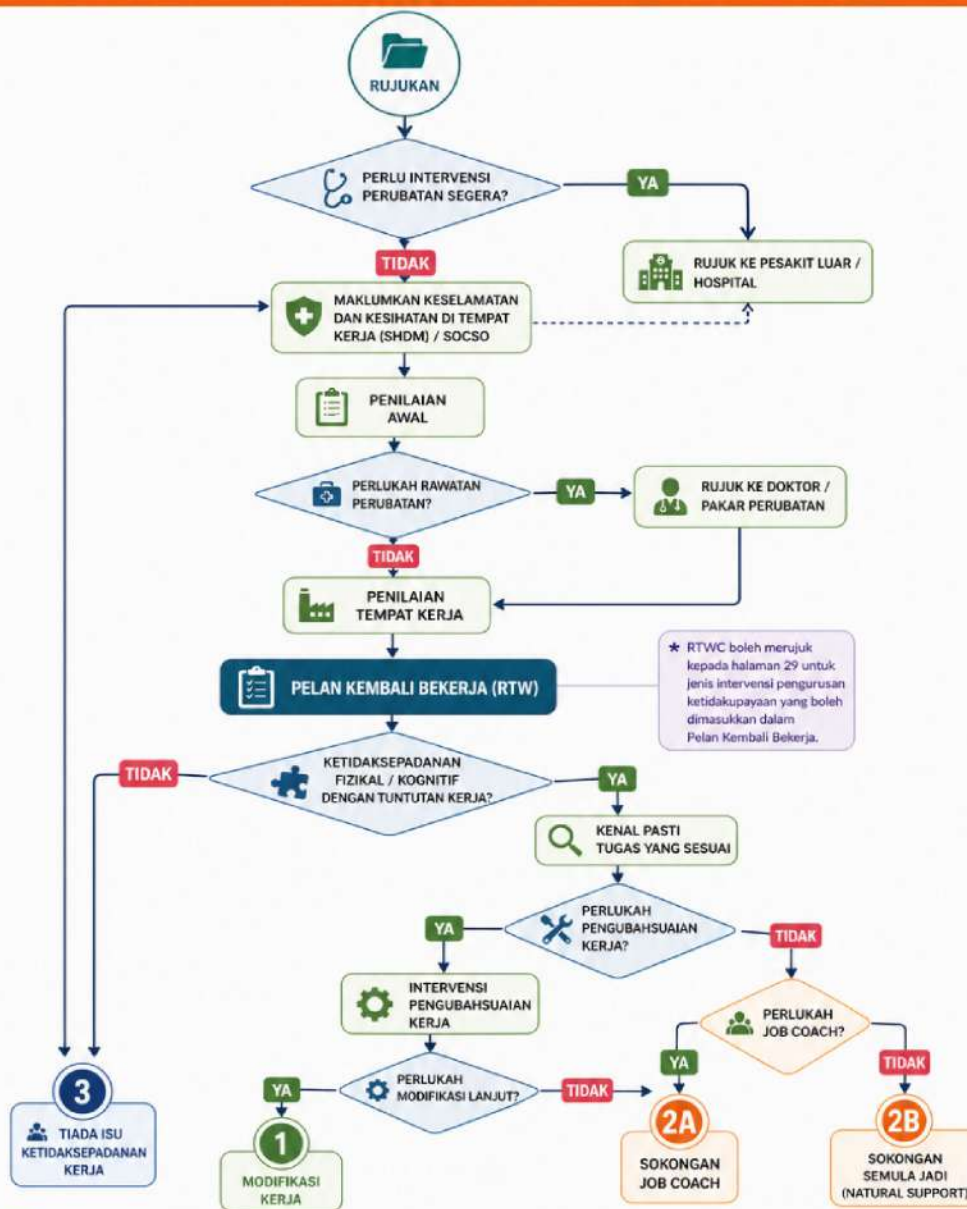 RUJUKAN
PERLU INTERVENSI
PERUBATAN SEGERA?
YA
TIDAK
RUJUK KE PESAKIT LUAR /
HOSPITAL
MAKLUMKAN KESELAMATAN
DAN KESIHATAN DI TEMPAT
KERJA (SHDM) / SOCSO
PENILAIAN
AWAL
PERLUKAH RAWATAN
PERUBATAN?
YA
RUJUK KE DOKTOR /
PAKAR PERUBATAN
TIDAK
PENILAIAN
TEMPAT KERJA
PELAN KEMBALI BEKERJA (RTW)
* RTWC boleh merujuk
kepada halaman 29 untuk
jenis intervensi pengurusan
ketidakupayaan yang boleh
dimasukkan dalam
Pelan Kembali Bekerja.
KETIDAKSEPADANAN
FIZIKAL / KOGNITIF
DENGAN TUNTUTAN KERJA?
TIDAK
YA
KENAL PASTI
TUGAS YANG SESUAI
PERLUKAH
PENGUBAHSUAIAN
KERJA?
YA
TIDAK
INTERVENSI
PENGUBAHSUAIAN
KERJA
PERLUKAH
JOB COACH?
YA
TIDAK
PERLUKAH
MODIFIKASI LANJUT?
YA
TIDAK
3
TIADA ISU
KETIDAKSEPADANAN
KERJA
1
MODIFIKASI
KERJA
2A
SOKONGAN
JOB COACH
2B
SOKONGAN
SEMULA JADI
(NATURAL SUPPORT)